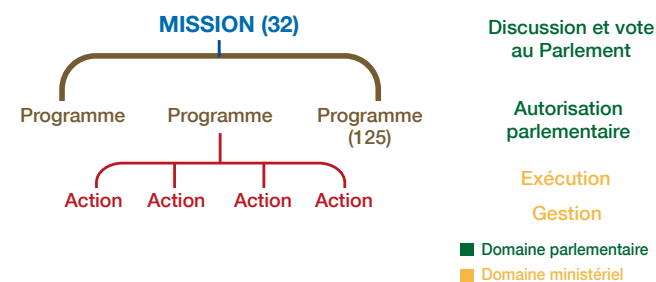 MISSION (32)
Discussion et vote
au Parlement
Programme
Programme
Programme
(125)
Autorisation
parlementaire
Action
Action
Action
Action
Exécution
Gestion
Domaine parlementaire
Domaine ministériel